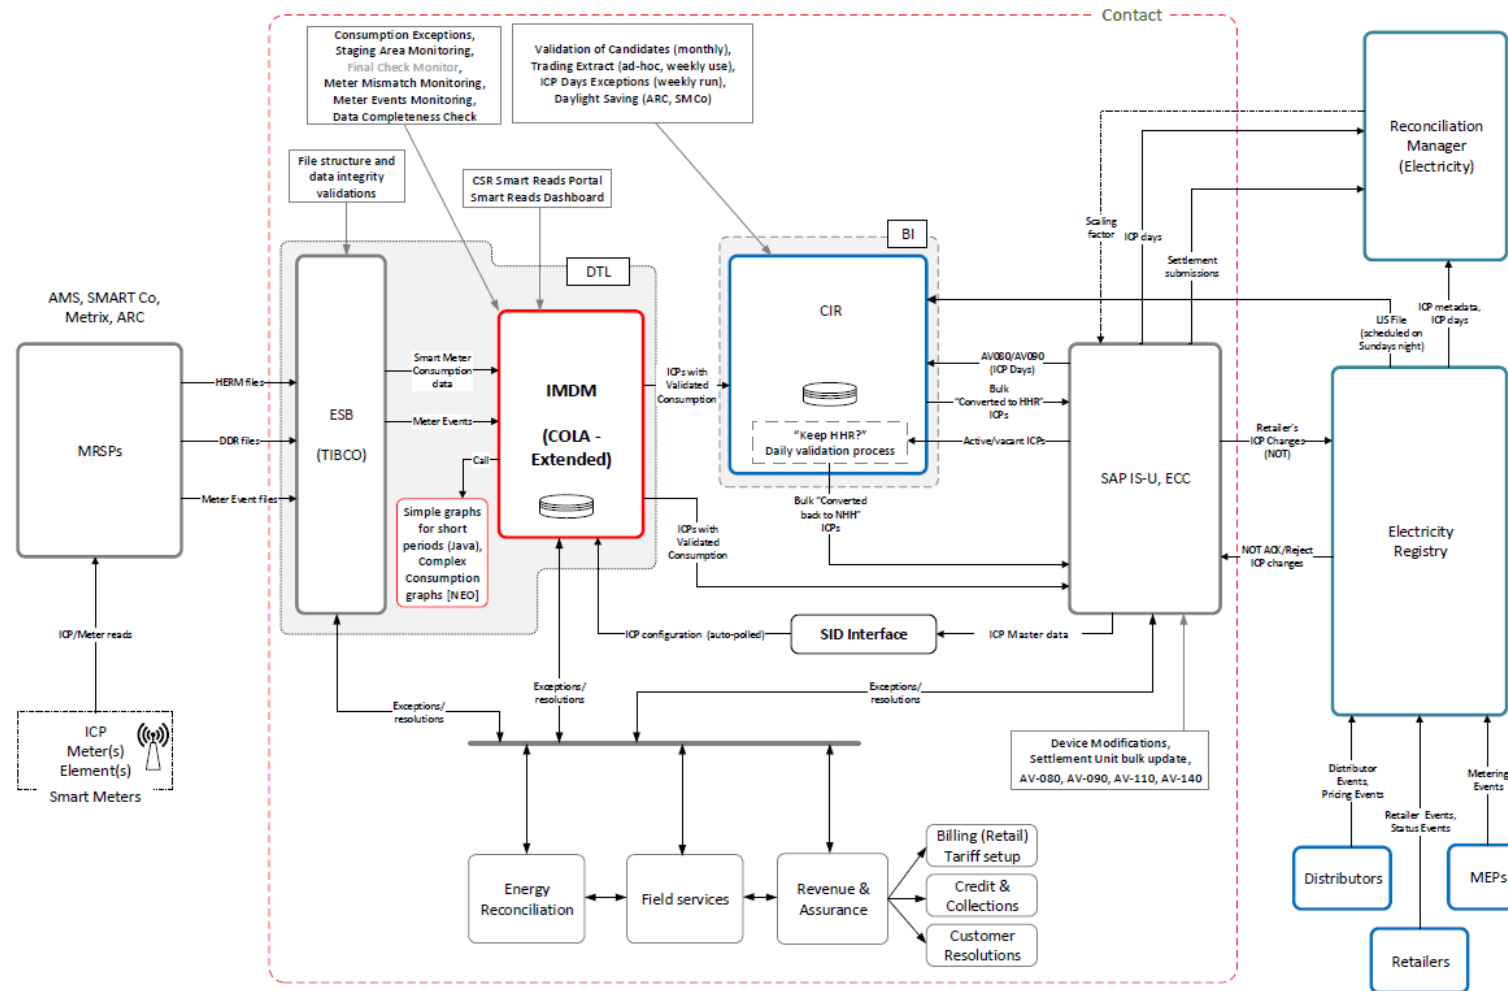 Contact
Consumption Exceptions,
Staging Area Monitoring,
Final Check Monitor,
Meter Mismatch Monitoring,
Meter Events Monitoring,
Data Completeness Check
Validation of Candidates (monthly),
Trading Extract (ad-hoc, weekly use),
ICP Days Exceptions (weekly run),
Daylight Saving (ARC, SMCo)
File structure and
data integrity
validations
CSR Smart Reads Portal
Smart Reads Dashboard
Reconciliation
Manager
(Electricity)
Scaling
factor
ICP days
Settlement
submissions
BI
DTL
AMS, SMART Co,
Metrix, ARC
MRSPs
HERM files
DDR files
Meter Event files
ESB
(TIBCO)
Smart Meter
Consumption
data
Meter Events
Call
IMDM
(COLA -
Extended)
Simple graphs
for short
periods (Java),
Complex
Consumption
graphs [NEO]
ICPs with
Validated
Consumption
CIR
"Keep HHR?"
Daily validation process
AV080/AV090
(ICP Days)
Bulk
"Converted to HHR"
ICPs
Active/vacant ICPs
Bulk "Converted
back to NHH"
ICPs
ICPs with
Validated
Consumption
SAP IS-U, ECC
LIS File
(scheduled on
Sundays night)
ICP metadata,
ICP days
Retailer's
ICP Changes
(NOT)
NOT ACK/Reject
ICP changes
Electricity
Registry
ICP/Meter reads
ICP
Meter(s)
Element(s)
Smart Meters
ICP configuration (auto-polled)
SID Interface
ICP Master data
Exceptions/
resolutions
Exceptions/
resolutions
Exceptions/
resolutions
Device Modifications,
Settlement Unit bulk update,
AV-080, AV-090, AV-110, AV-140
Distributor
Events,
Pricing Events
Retailer Events,
Status Events
Metering
Events
Energy
Reconciliation
Field services
Revenue &
Assurance
Billing (Retail)
Tariff setup
Credit &
Collections
Customer
Resolutions
Distributors
MEPs
Retailers